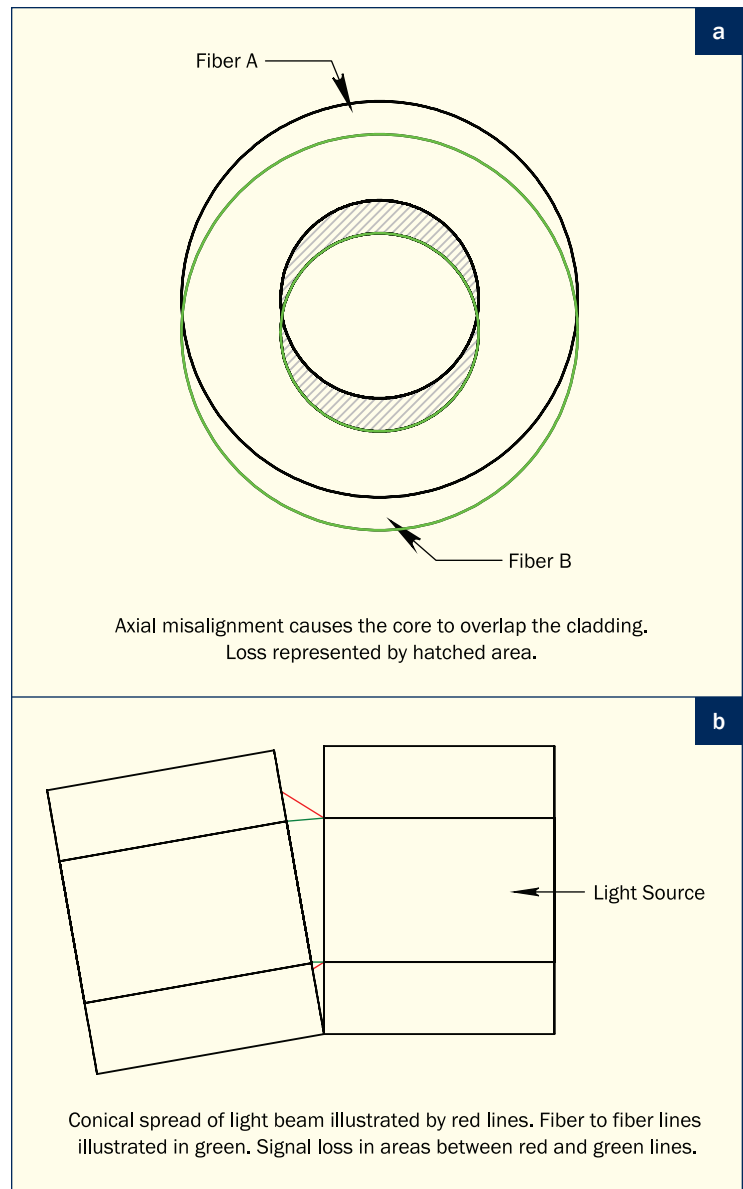 a
Fiber A
Fiber B
Axial misalignment causes the core to overlap the cladding.
Loss represented by hatched area.
b
Light Source
Conical spread of light beam illustrated by red lines. Fiber to fiber lines
illustrated in green. Signal loss in areas between red and green lines.